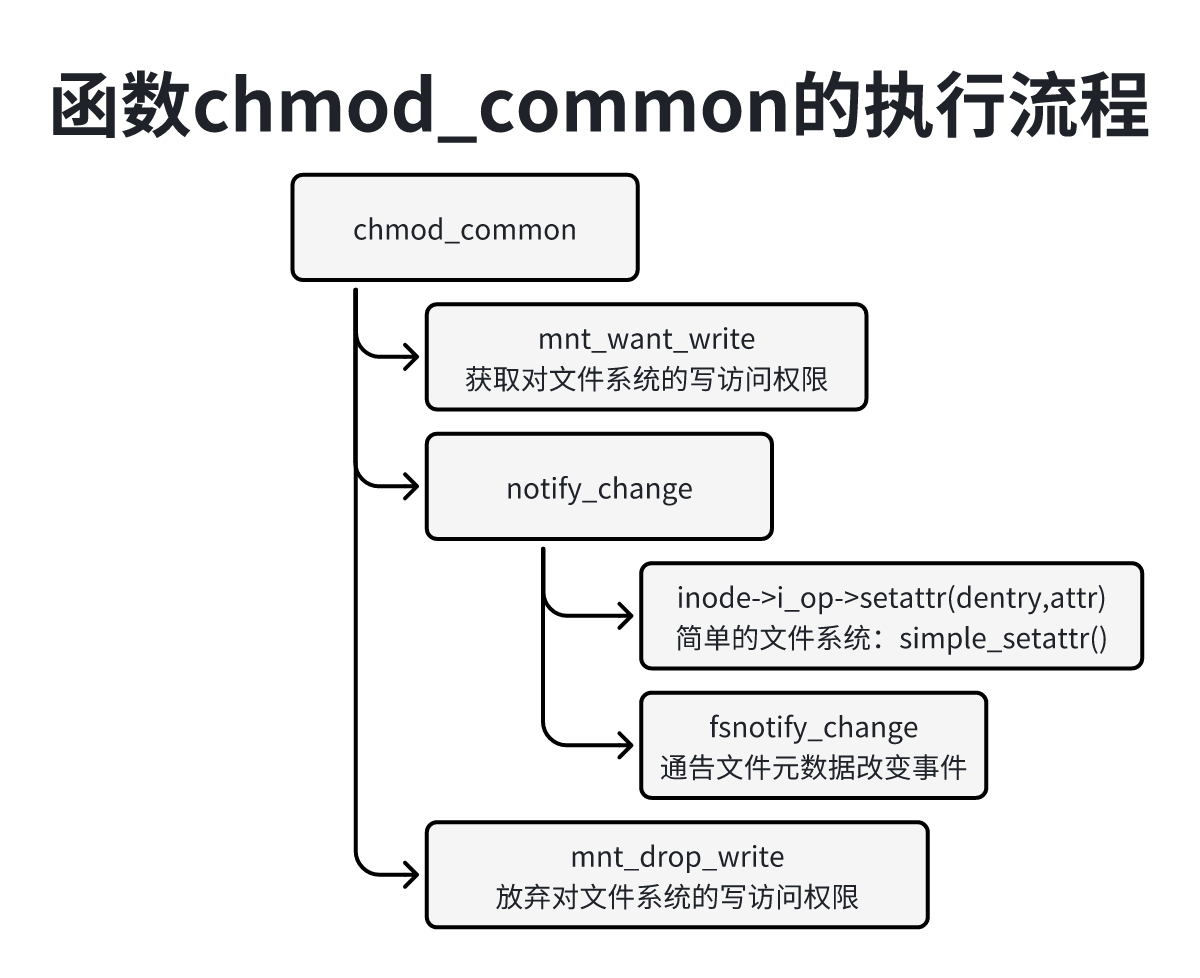 函数chmod_common的执行流程
chmod_common
mnt_want_write
获取对文件系统的写访问权限
notify_change
inode->i_op->setattr(dentry,attr)
简单的文件系统：simple_setattr()
fsnotify_change
通告文件元数据改变事件
mnt_drop_write
放弃对文件系统的写访问权限